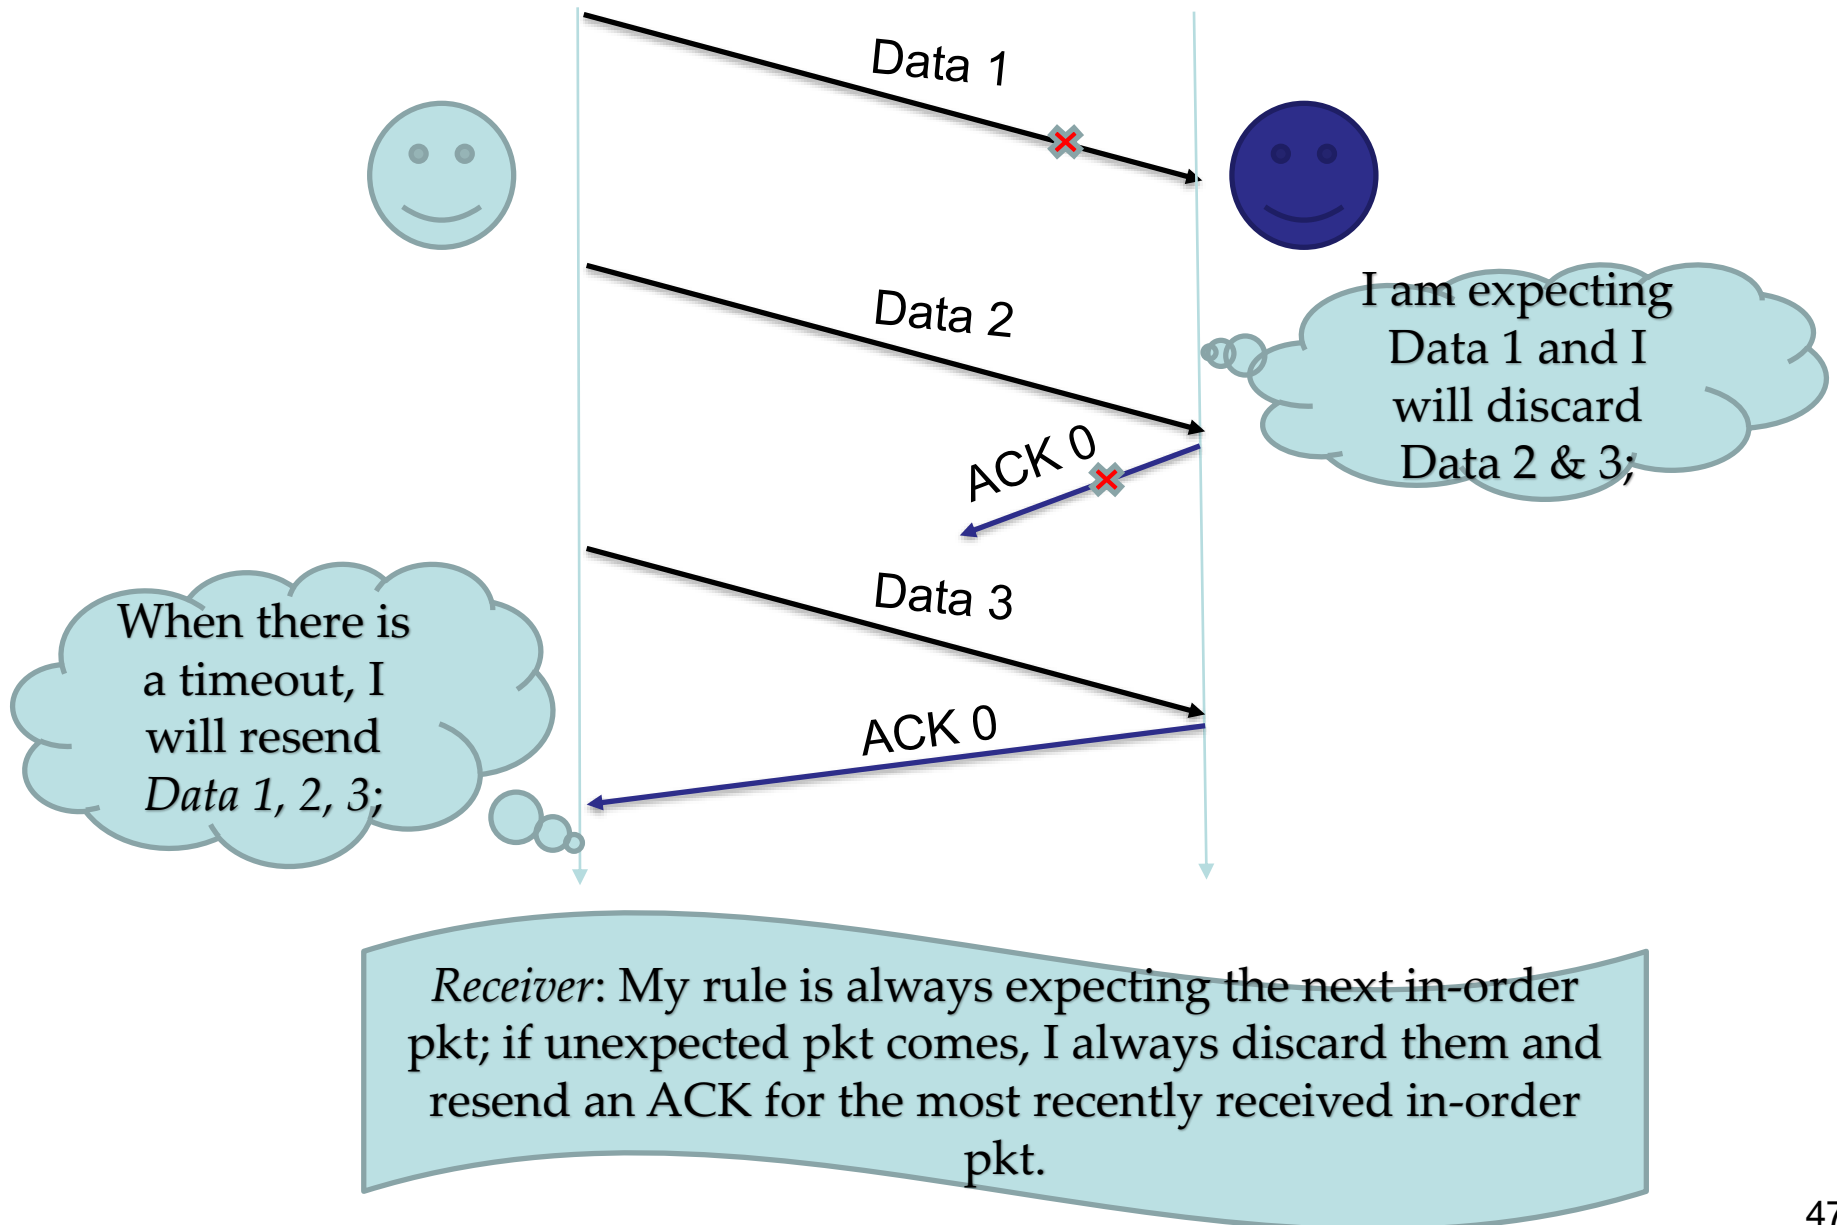 Data 1
Data 2
I am expecting
Data 1 and I
will discard
Data 2 & 3;
ACK 0
Data 3
When there is
a timeout, I
will resend
Data 1, 2, 3;
ACK 0
Receiver: My rule is always expecting the next in-order
pkt; if unexpected pkt comes, I always discard them and
resend an ACK for the most recently received in-order
pkt.
47